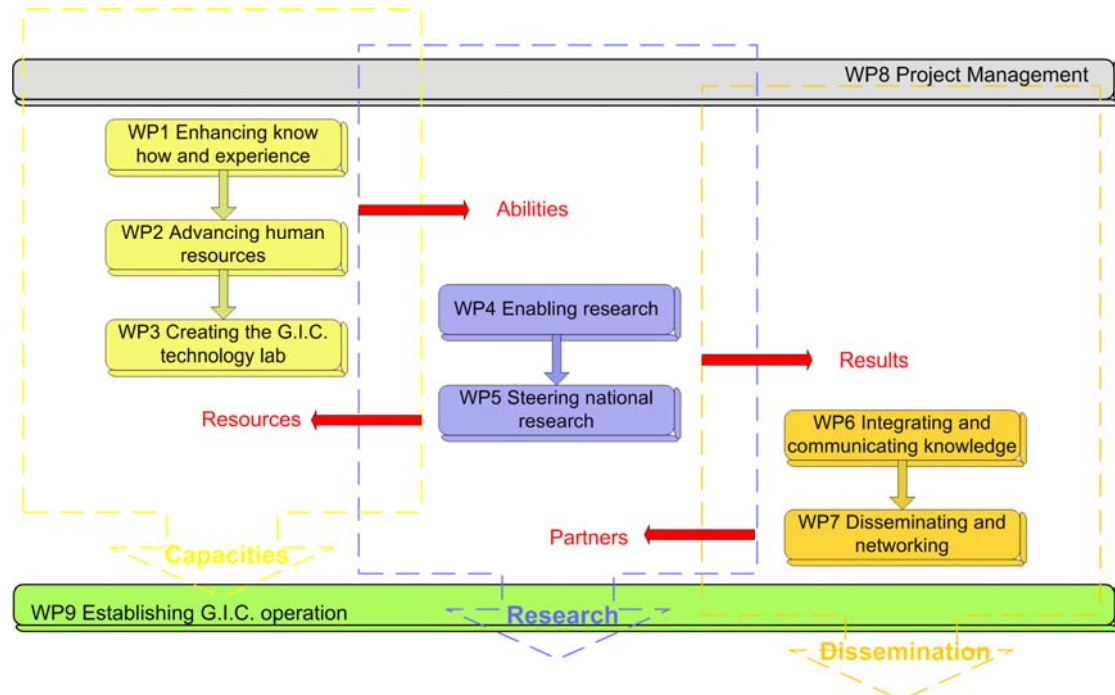 WP8 Project Management
WP1 Enhancing know
how and experience
Abilities
WP2 Advancing human
resources
WP4 Enabling research
WP3 Creating the G.I.C.
technology lab
Results
WP5 Steering national
research
Resources
WP6 Integrating and
communicating knowledge
WP7 Disseminating and
networking
Partners
Capacities
WP9 Establishing G.I.C. operation
Research
Dissemination